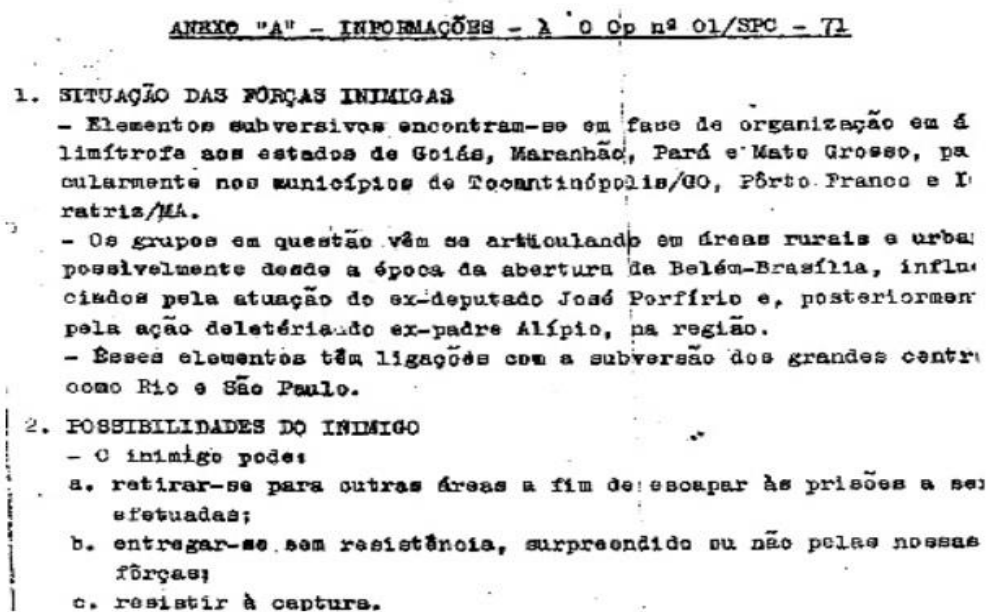 ANEXO "A" - INFORMAÇÕES - À O Op nº 01/SPC - 71
1. SITUAÇÃO DAS FÔRÇAS INIMIGAS
- Elementos subversivos encontram-se em fase de organização em á
limítrofa aos estados de Goiás, Maranhão, Pará e Mato Grosso, pa
cularmente nos municípios de Tocantinópolis/GO, Pôrto Franco e I
ratriz/MA.
- Os grupos em questão vêm se articulando em áreas rurais e urba
possivelmente desde a época da abertura da Belém-Brasília, influ
ciados pela atuação do ex-deputado José Porfírio e, posteriormen
pela ação deletéria do ex-padre Alípio, na região.
- Êsses elementos têm ligações com a subversão dos grandes centr
como Rio e São Paulo.
2. POSSIBILIDADES DO INIMIGO
- O inimigo pode:
a. retirar-se para outras áreas a fim de escapar às prisões a se
efetuadas;
b. entregar-se sem resistência, surpreendido ou não pelas nossas
fôrças;
c. resistir à captura.